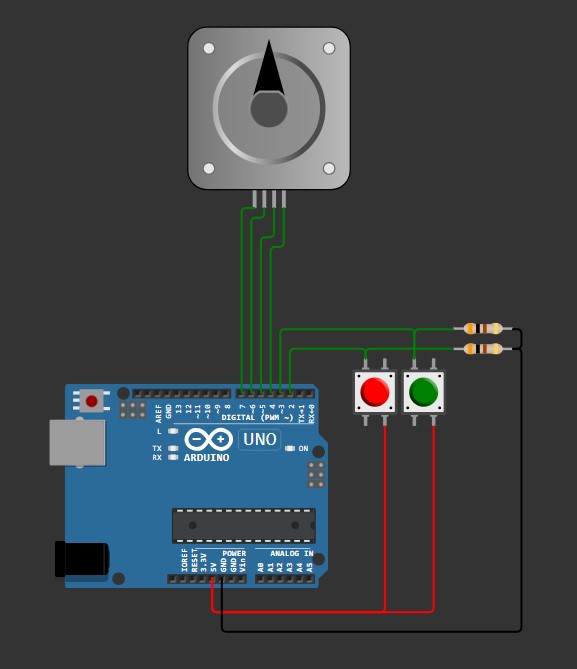 AREF
GND
13
12
~11
~10
~9
8
7
~6
~5
4
~3
2
TX→1
RX←0
DIGITAL (PWM ~)
L
TX
RX
UNO
ON
ARDUINO
IOREF
RESET
3.3V
5V
GND
GND
Vin
POWER
ANALOG IN
A0
A1
A2
A3
A4
A5